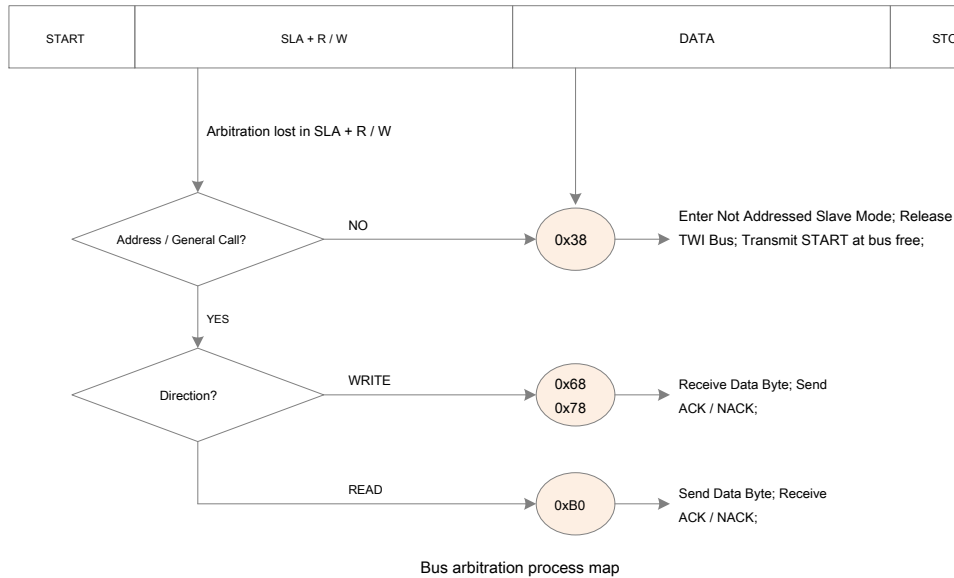 START
SLA + R / W
DATA
STO
Arbitration lost in SLA + R / W
Address / General Call?
NO
0x38
Enter Not Addressed Slave Mode; Release
TWI Bus; Transmit START at bus free;
YES
Direction?
WRITE
0x68
0x78
Receive Data Byte; Send
ACK / NACK;
READ
0xB0
Send Data Byte; Receive
ACK / NACK;
Bus arbitration process map